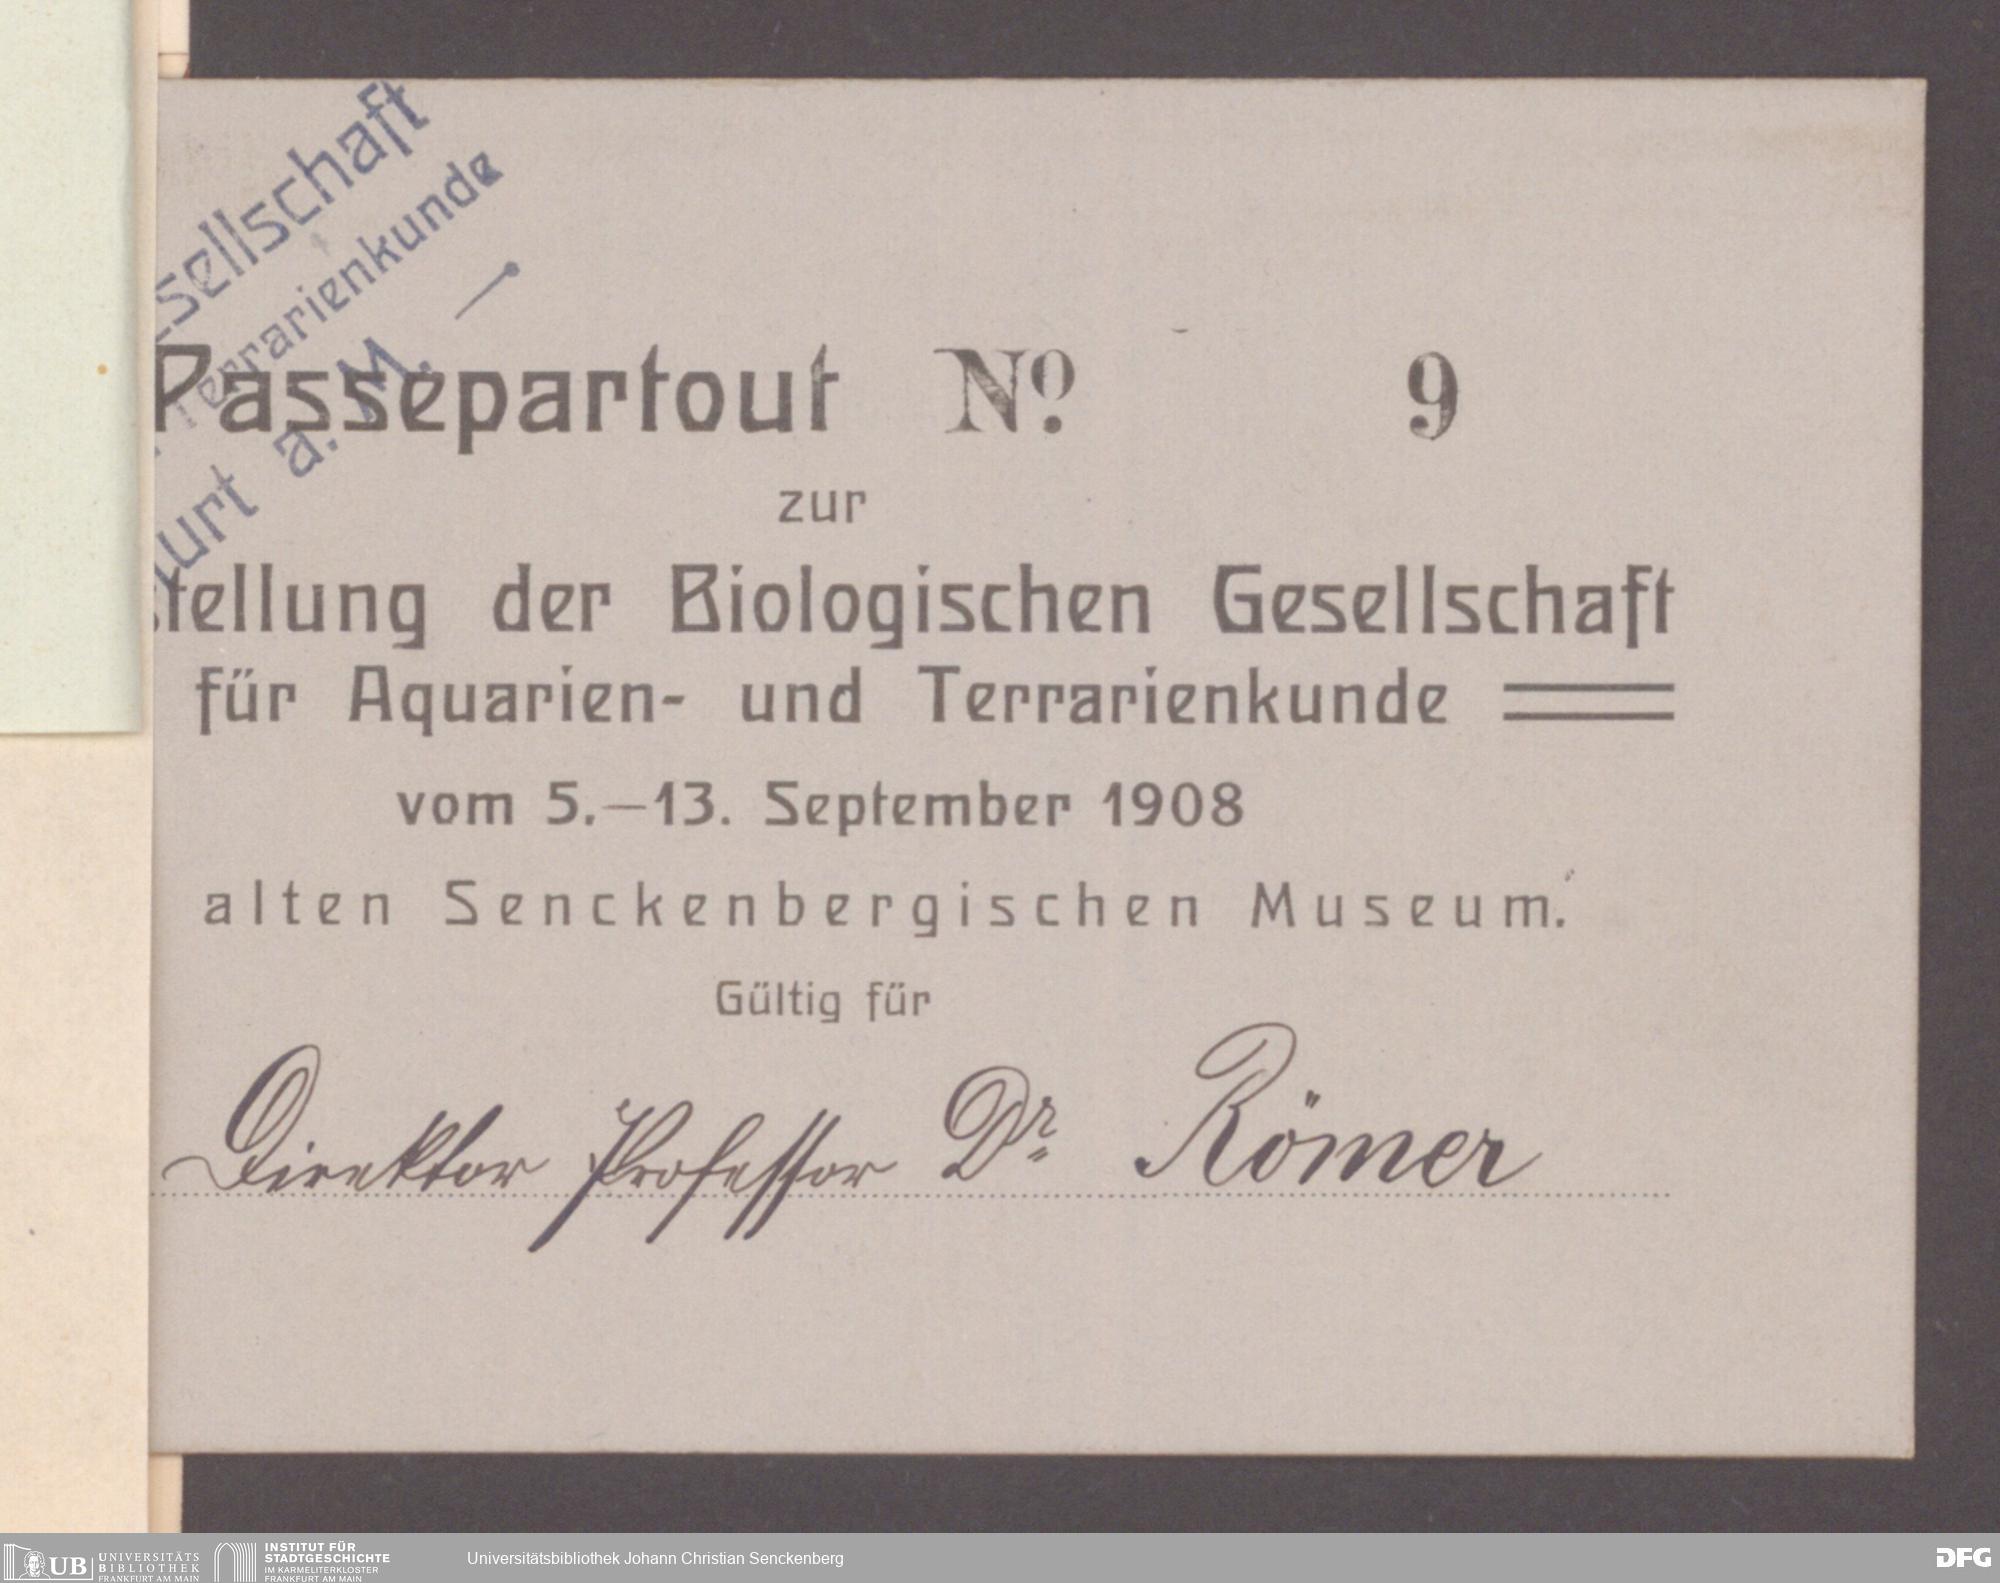 sellschaft
Terrarienkunde
furt a. M.
Passepartout No. 9
zur
stellung der Biologischen Gesellschaft
für Aquarien- und Terrarienkunde
vom 5.—13. September 1908
alten Senckenbergischen Museum.
Gültig für
Direktor Professor Dr. Römer
UB UNIVERSITÄTS
BIBLIOTHEK
FRANKFURT AM MAIN
INSTITUT FÜR
STADTGESCHICHTE
IM KARMELITERKLOSTER
FRANKFURT AM MAIN
Universitätsbibliothek Johann Christian Senckenberg
DFG